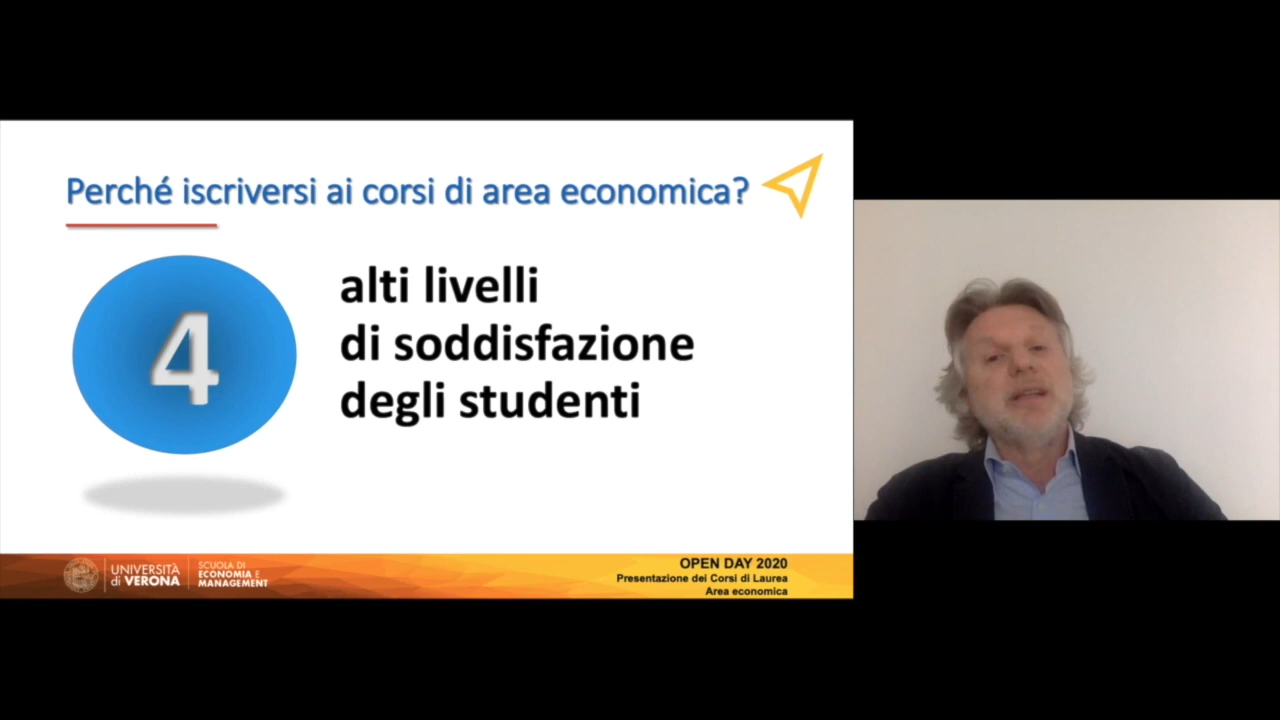 Perché iscriversi ai corsi di area economica?
4
alti livelli
di soddisfazione
degli studenti
UNIVERSITÀ
di VERONA
SCUOLA DI
ECONOMIA E
MANAGEMENT
OPEN DAY 2020
Presentazione dei Corsi di Laurea
Area economica